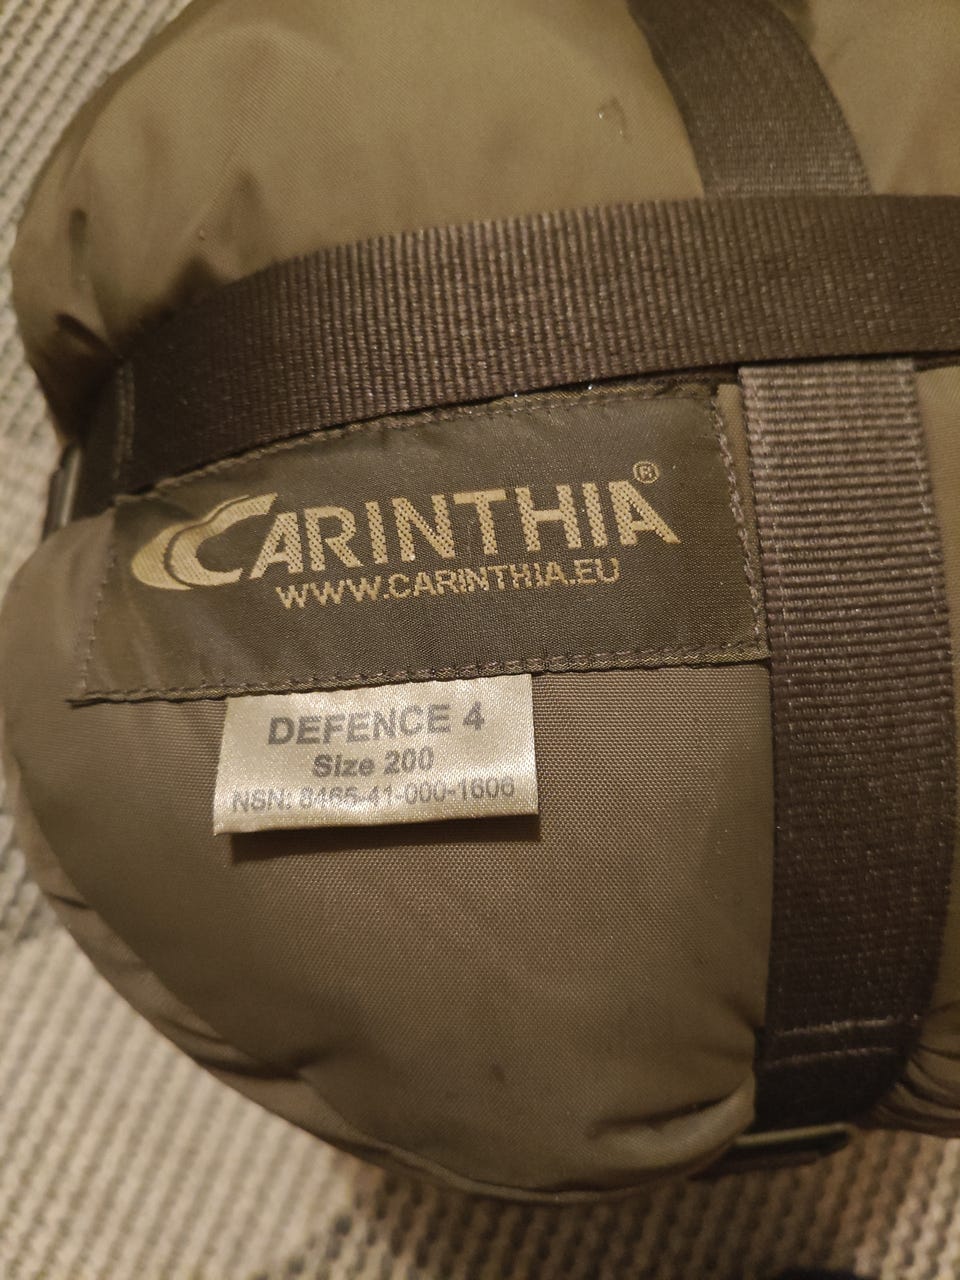 CARINTHIA®
WWW.CARINTHIA.EU
DEFENCE 4
Size 200
NSN: 8465-41-000-1606